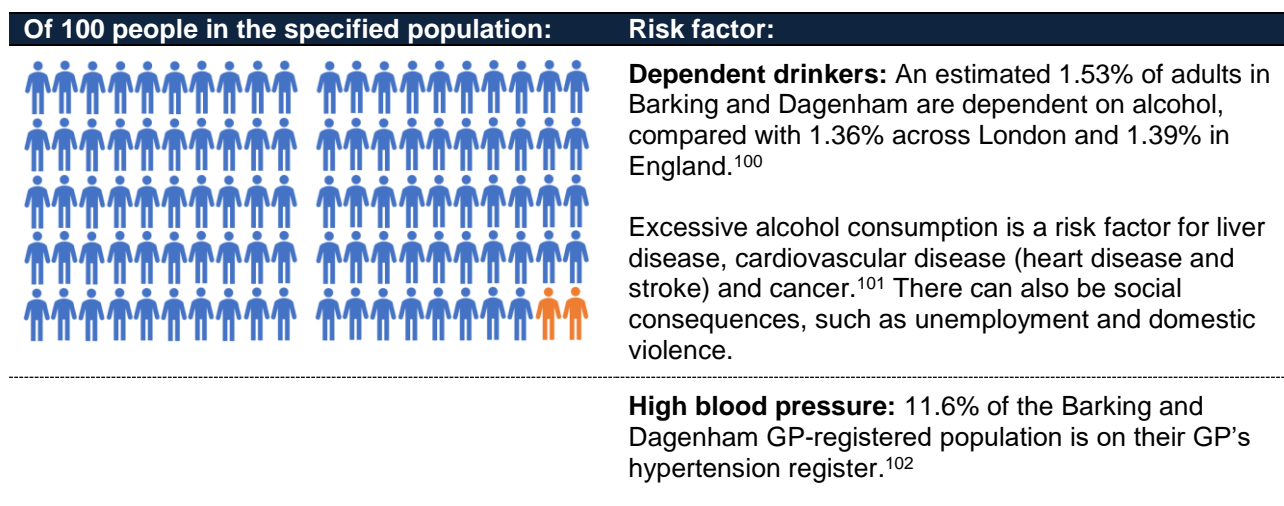 Of 100 people in the specified population:
Risk factor:
Dependent drinkers: An estimated 1.53% of adults in
Barking and Dagenham are dependent on alcohol,
compared with 1.36% across London and 1.39% in
England.100
Excessive alcohol consumption is a risk factor for liver
disease, cardiovascular disease (heart disease and
stroke) and cancer.101 There can also be social
consequences, such as unemployment and domestic
violence.
High blood pressure: 11.6% of the Barking and
Dagenham GP-registered population is on their GP’s
hypertension register.102